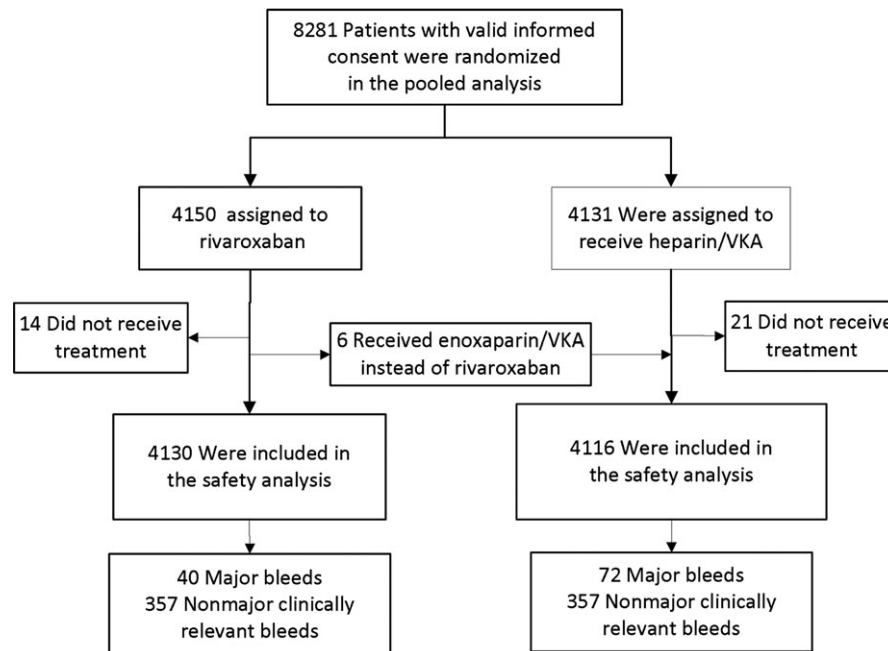 8281 Patients with valid informed
consent were randomized
in the pooled analysis
4150 assigned to
rivaroxaban
4131 Were assigned to
receive heparin/VKA
14 Did not receive
treatment
6 Received enoxaparin/VKA
instead of rivaroxaban
21 Did not receive
treatment
4130 Were included in
the safety analysis
4116 Were included in
the safety analysis
40 Major bleeds
357 Nonmajor clinically
relevant bleeds
72 Major bleeds
357 Nonmajor clinically
relevant bleeds